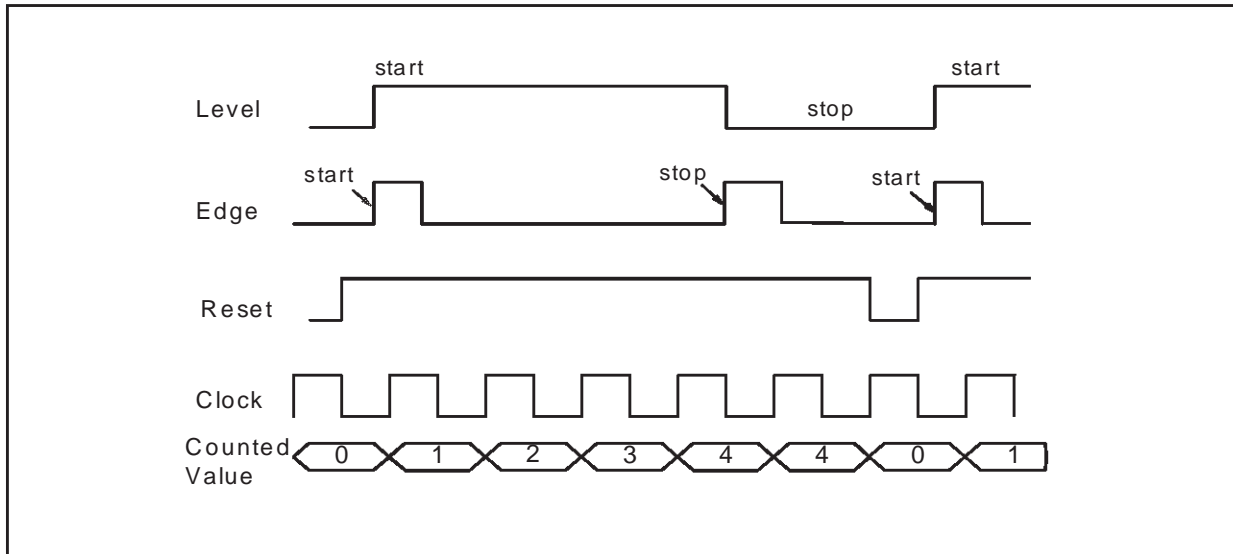 start start
Level stop
start stop start
Edge
Reset
Clock
Counted
Value 0 1 2 3 4 4 0 1